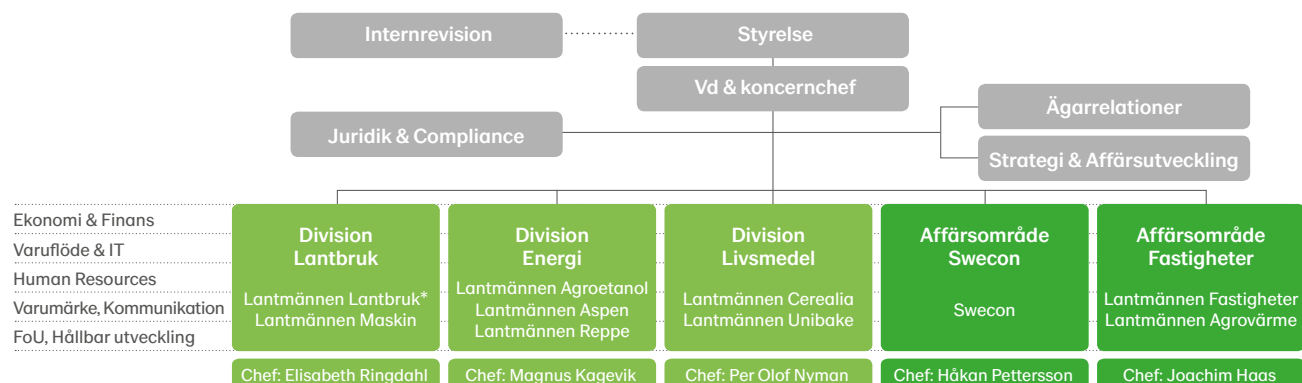 Internrevision
Styrelse
Vd & koncernchef
Ägarrelationer
Juridik & Compliance
Strategi & Affärsutveckling
Ekonomi & Finans
Varuflöde & IT
Human Resources
Varumärke, Kommunikation
FoU, Hållbar utveckling
Division
Lantbruk
Lantmännen Lantbruk*
Lantmännen Maskin
Chef: Elisabeth Ringdahl
Division
Energi
Lantmännen Agroetanol
Lantmännen Aspen
Lantmännen Reppe
Chef: Magnus Kagevik
Division
Livsmedel
Lantmännen Cerealia
Lantmännen Unibake
Chef: Per Olof Nyman
Affärsområde
Swecon
Swecon
Chef: Håkan Pettersson
Affärsområde
Fastigheter
Lantmännen Fastigheter
Lantmännen Agrovärme
Chef: Joachim Haas